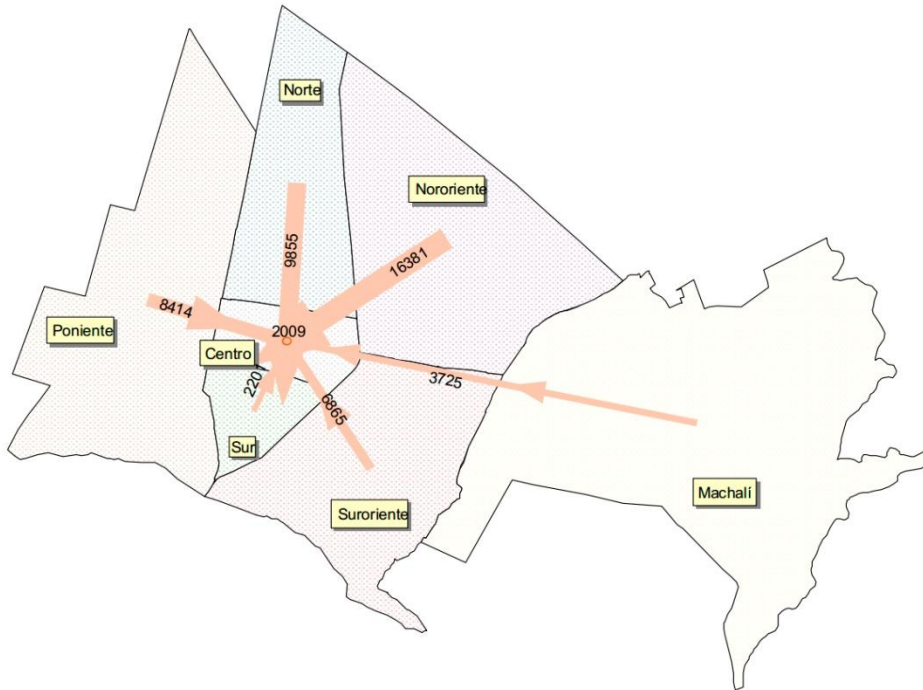 Norte
Nororiente
9855
16381
8414
Poniente
2009
Centro
2201
3725
6865
Sur
Machalí
Suroriente